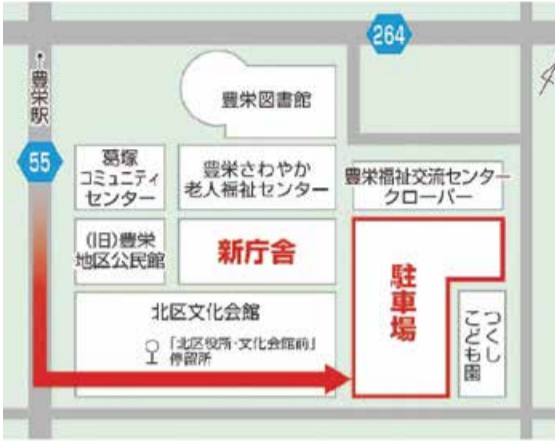 264
・豊栄駅
豊栄図書館
55
葛塚
コミュニティ
センター
豊栄さわやか
老人福祉センター
豊栄福祉交流センター
クローバー
(旧)豊栄
地区公民館
新庁舎
駐車場
北区文化会館
「北区役所・文化会館前」
停留所
つくし
こども園